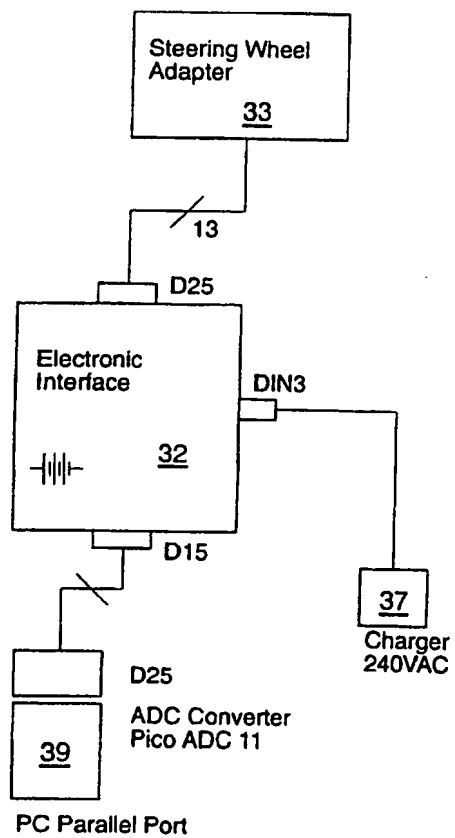 Steering Wheel
Adapter
33
13
D25
Electronic
Interface
DIN3
32
D15
37
Charger
240VAC
D25
ADC Converter
Pico ADC 11
39
PC Parallel Port